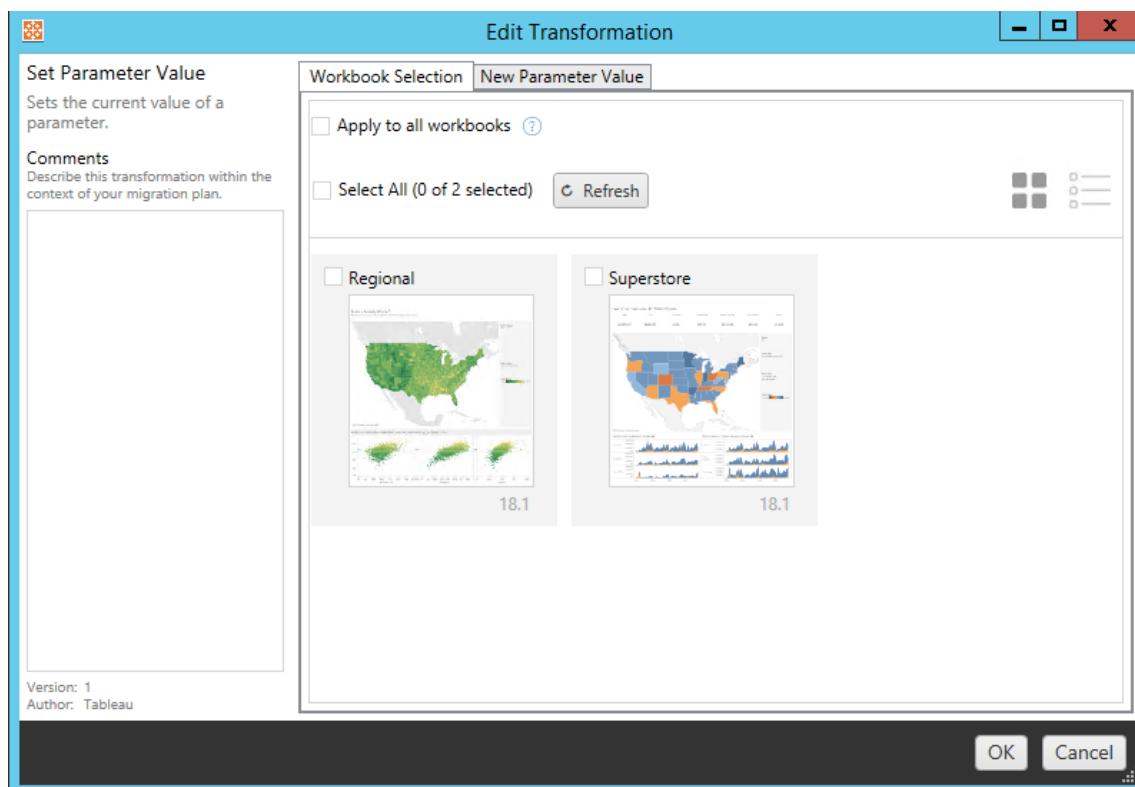 Edit Transformation
Set Parameter Value
Sets the current value of a
parameter.
Comments
Describe this transformation within the
context of your migration plan.
Version: 1
Author: Tableau
Workbook Selection
New Parameter Value
Apply to all workbooks ?
Select All (0 of 2 selected)
Refresh
Regional
18.1
Superstore
18.1
OK
Cancel